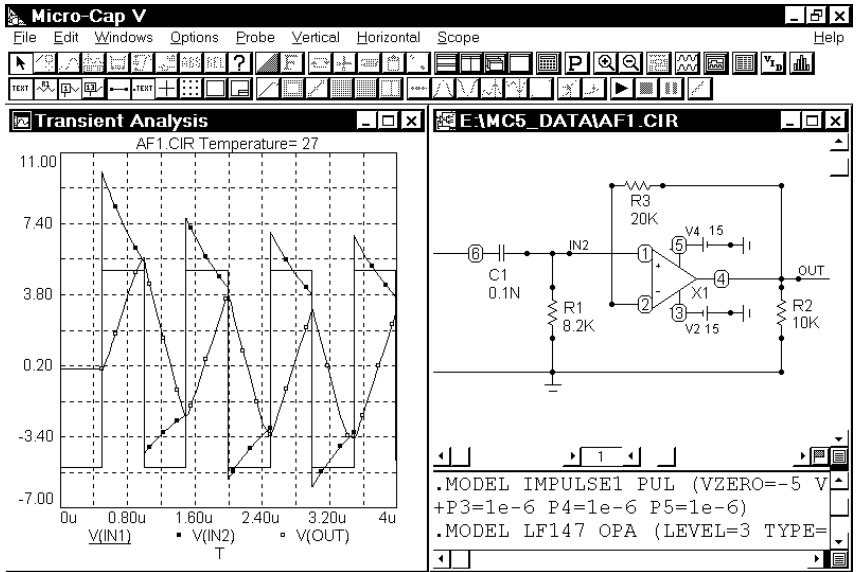 Micro-Cap V
File Edit Windows Options Probe Vertical Horizontal Scope Help
ABS REL ?
P
TEXT .TEXT
Transient Analysis
AF1.CIR Temperature= 27
11.00
7.40
3.80
0.20
-3.40
-7.00
0u 0.80u 1.60u 2.40u 3.20u 4u
V(IN1) V(IN2) V(OUT)
T
E:\MC5_DATA\AF1.CIR
R3
20K
V4 15
6 IN2 1 5
C1
0.1N
+
-
4 OUT
X1
2 3
R1
8.2K
V2 15
R2
10K
1
.MODEL IMPULSE1 PUL (VZERO=-5 V
+P3=1e-6 P4=1e-6 P5=1e-6)
.MODEL LF147 OPA (LEVEL=3 TYPE=